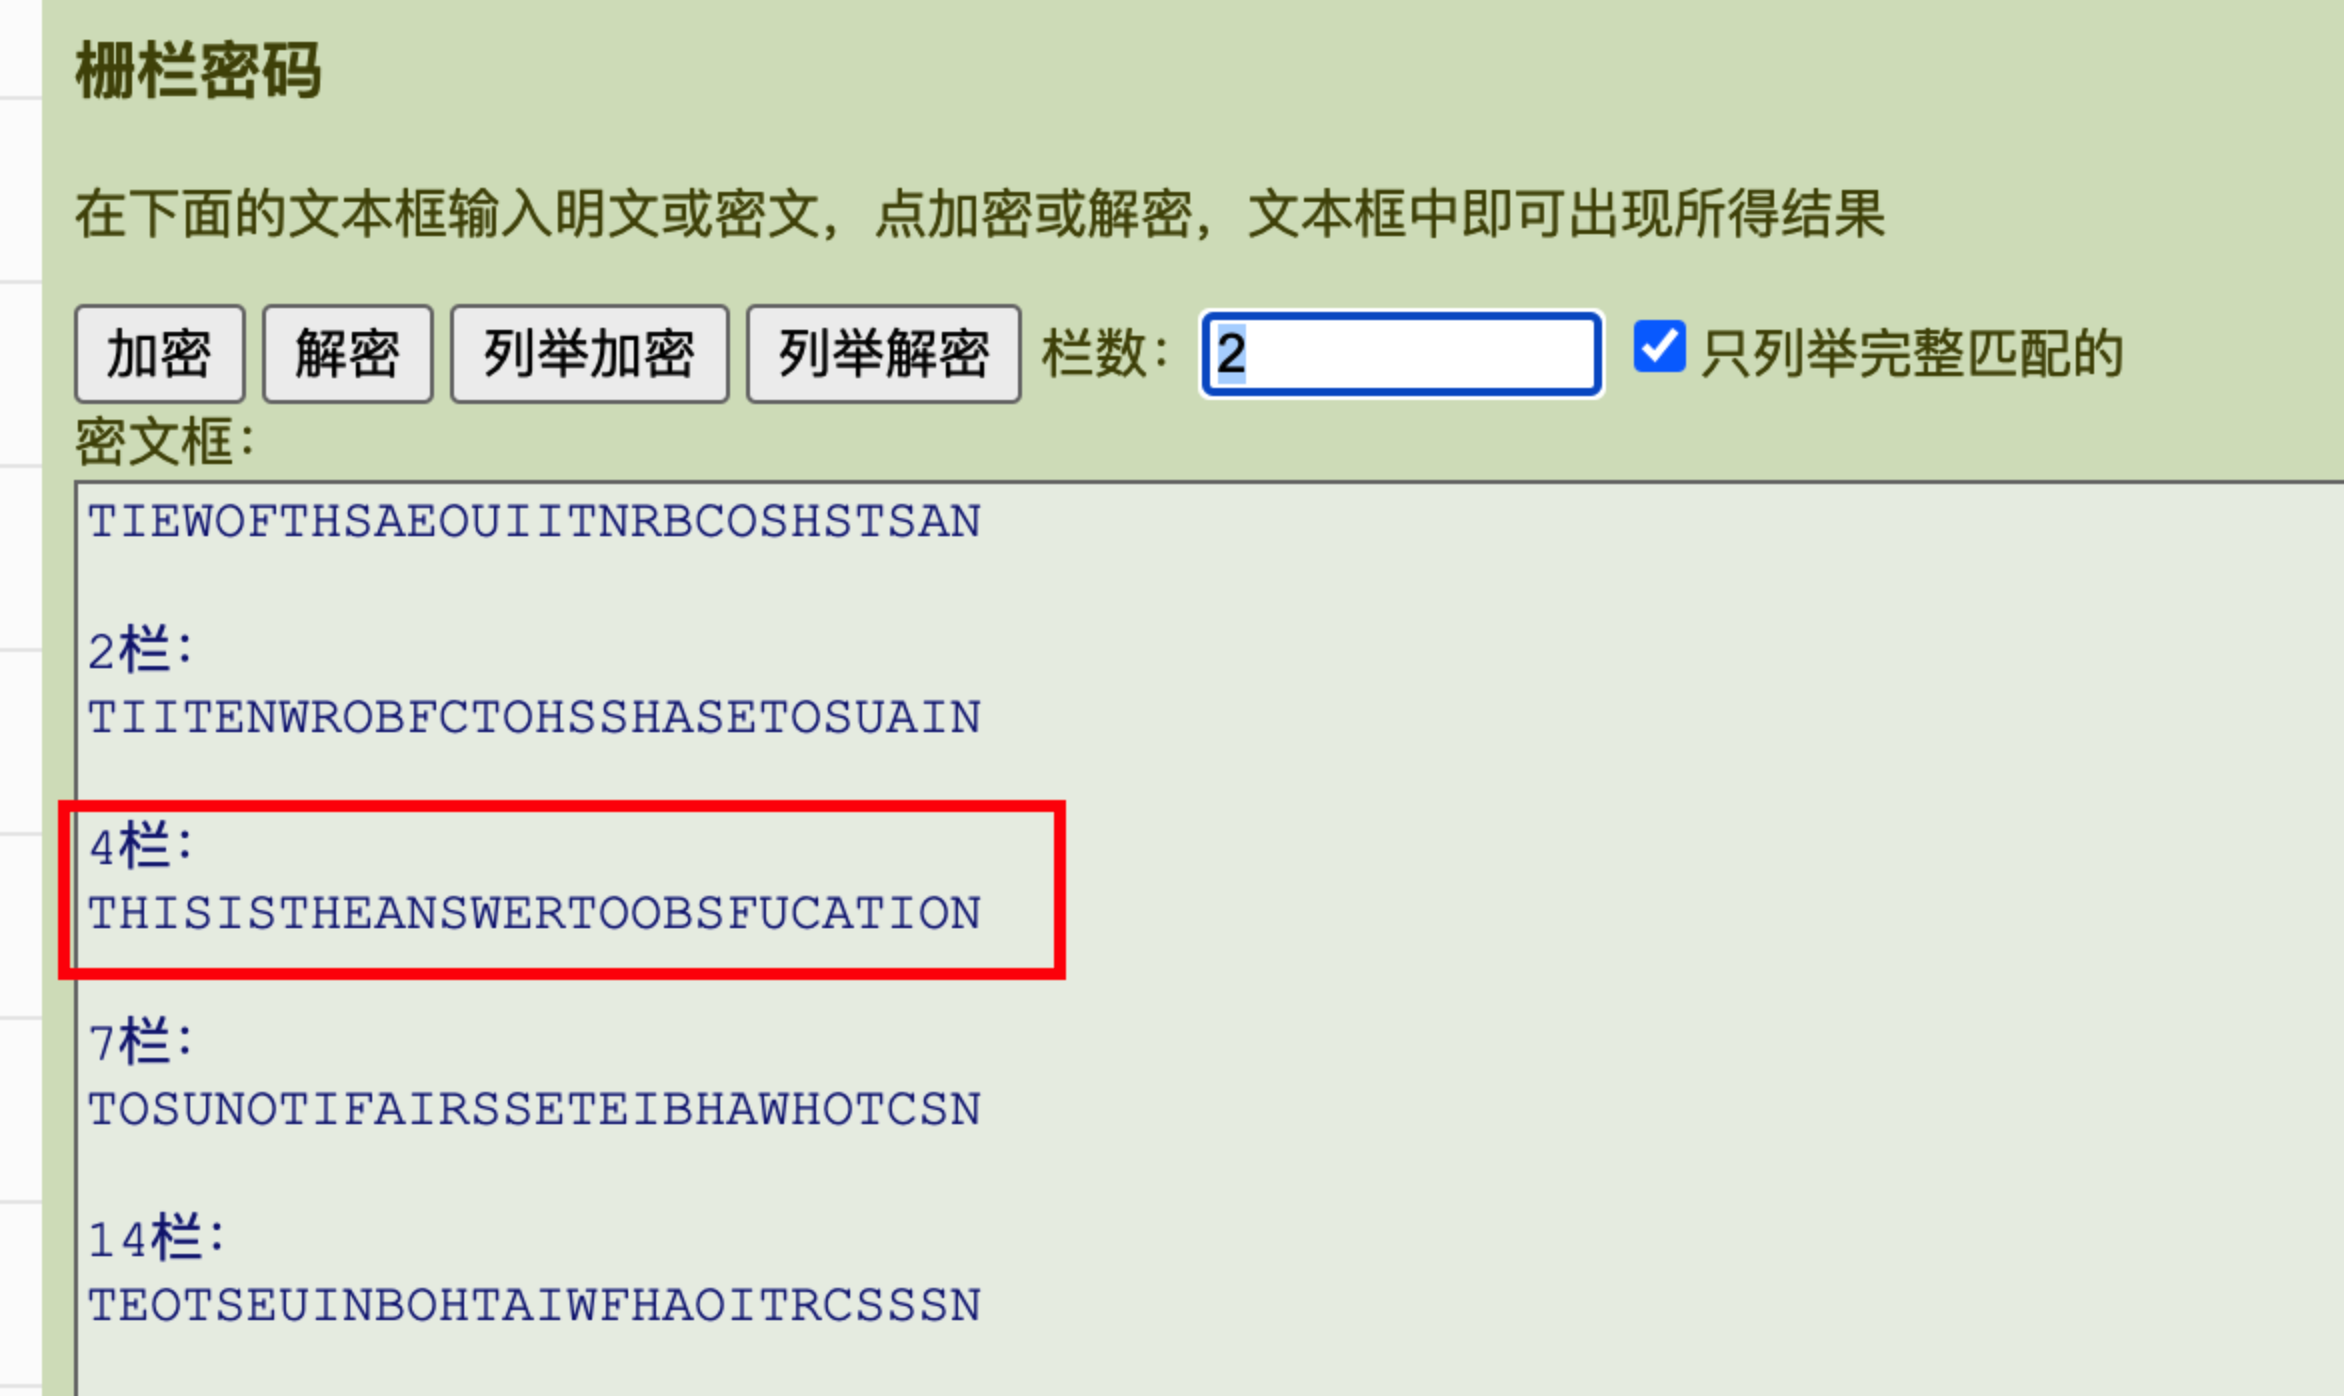 栅栏密码
在下面的文本框输入明文或密文，点加密或解密，文本框中即可出现所得结果
加密 解密 列举加密 列举解密 栏数： 2 只列举完整匹配的
密文框：
TIEWOFTHSAEOUIITNRBCOSHSTSAN
2栏：
TIITENWROBFCTOHSSHASETOSUAIN
4栏：
THISISTHEANSWERTOOBSFUCATION
7栏：
TOSUNOTIFAIRSSETEIBHAWHOTCSN
14栏：
TEOTSEUINBOHTAIWFHAOITRCSSSN